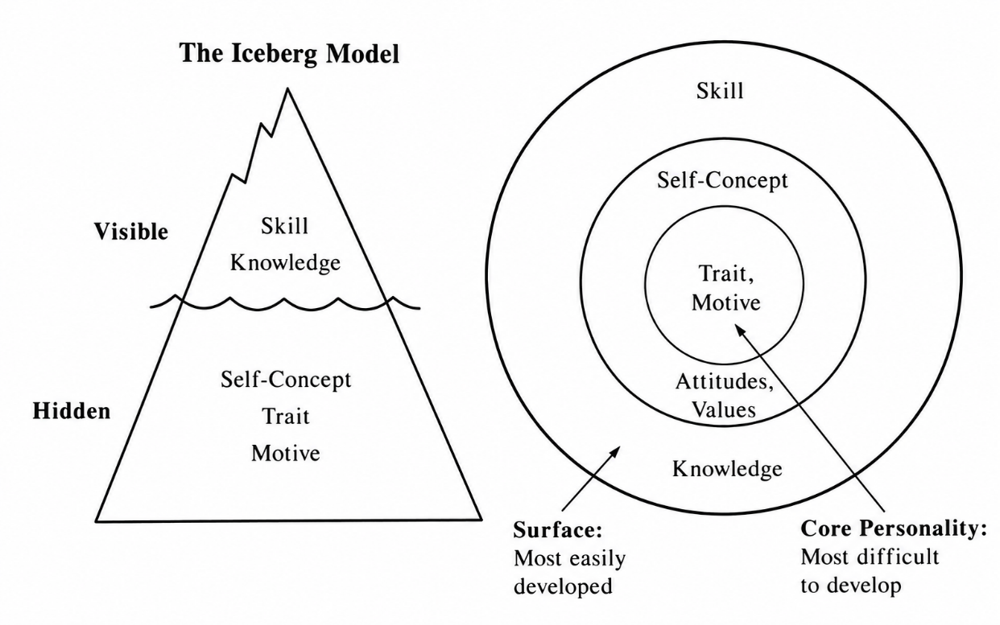 The Iceberg Model
Visible
Skill
Knowledge
Hidden
Self-Concept
Trait
Motive
Skill
Self-Concept
Trait,
Motive
Attitudes,
Values
Knowledge
Surface:
Most easily
developed
Core Personality:
Most difficult
to develop